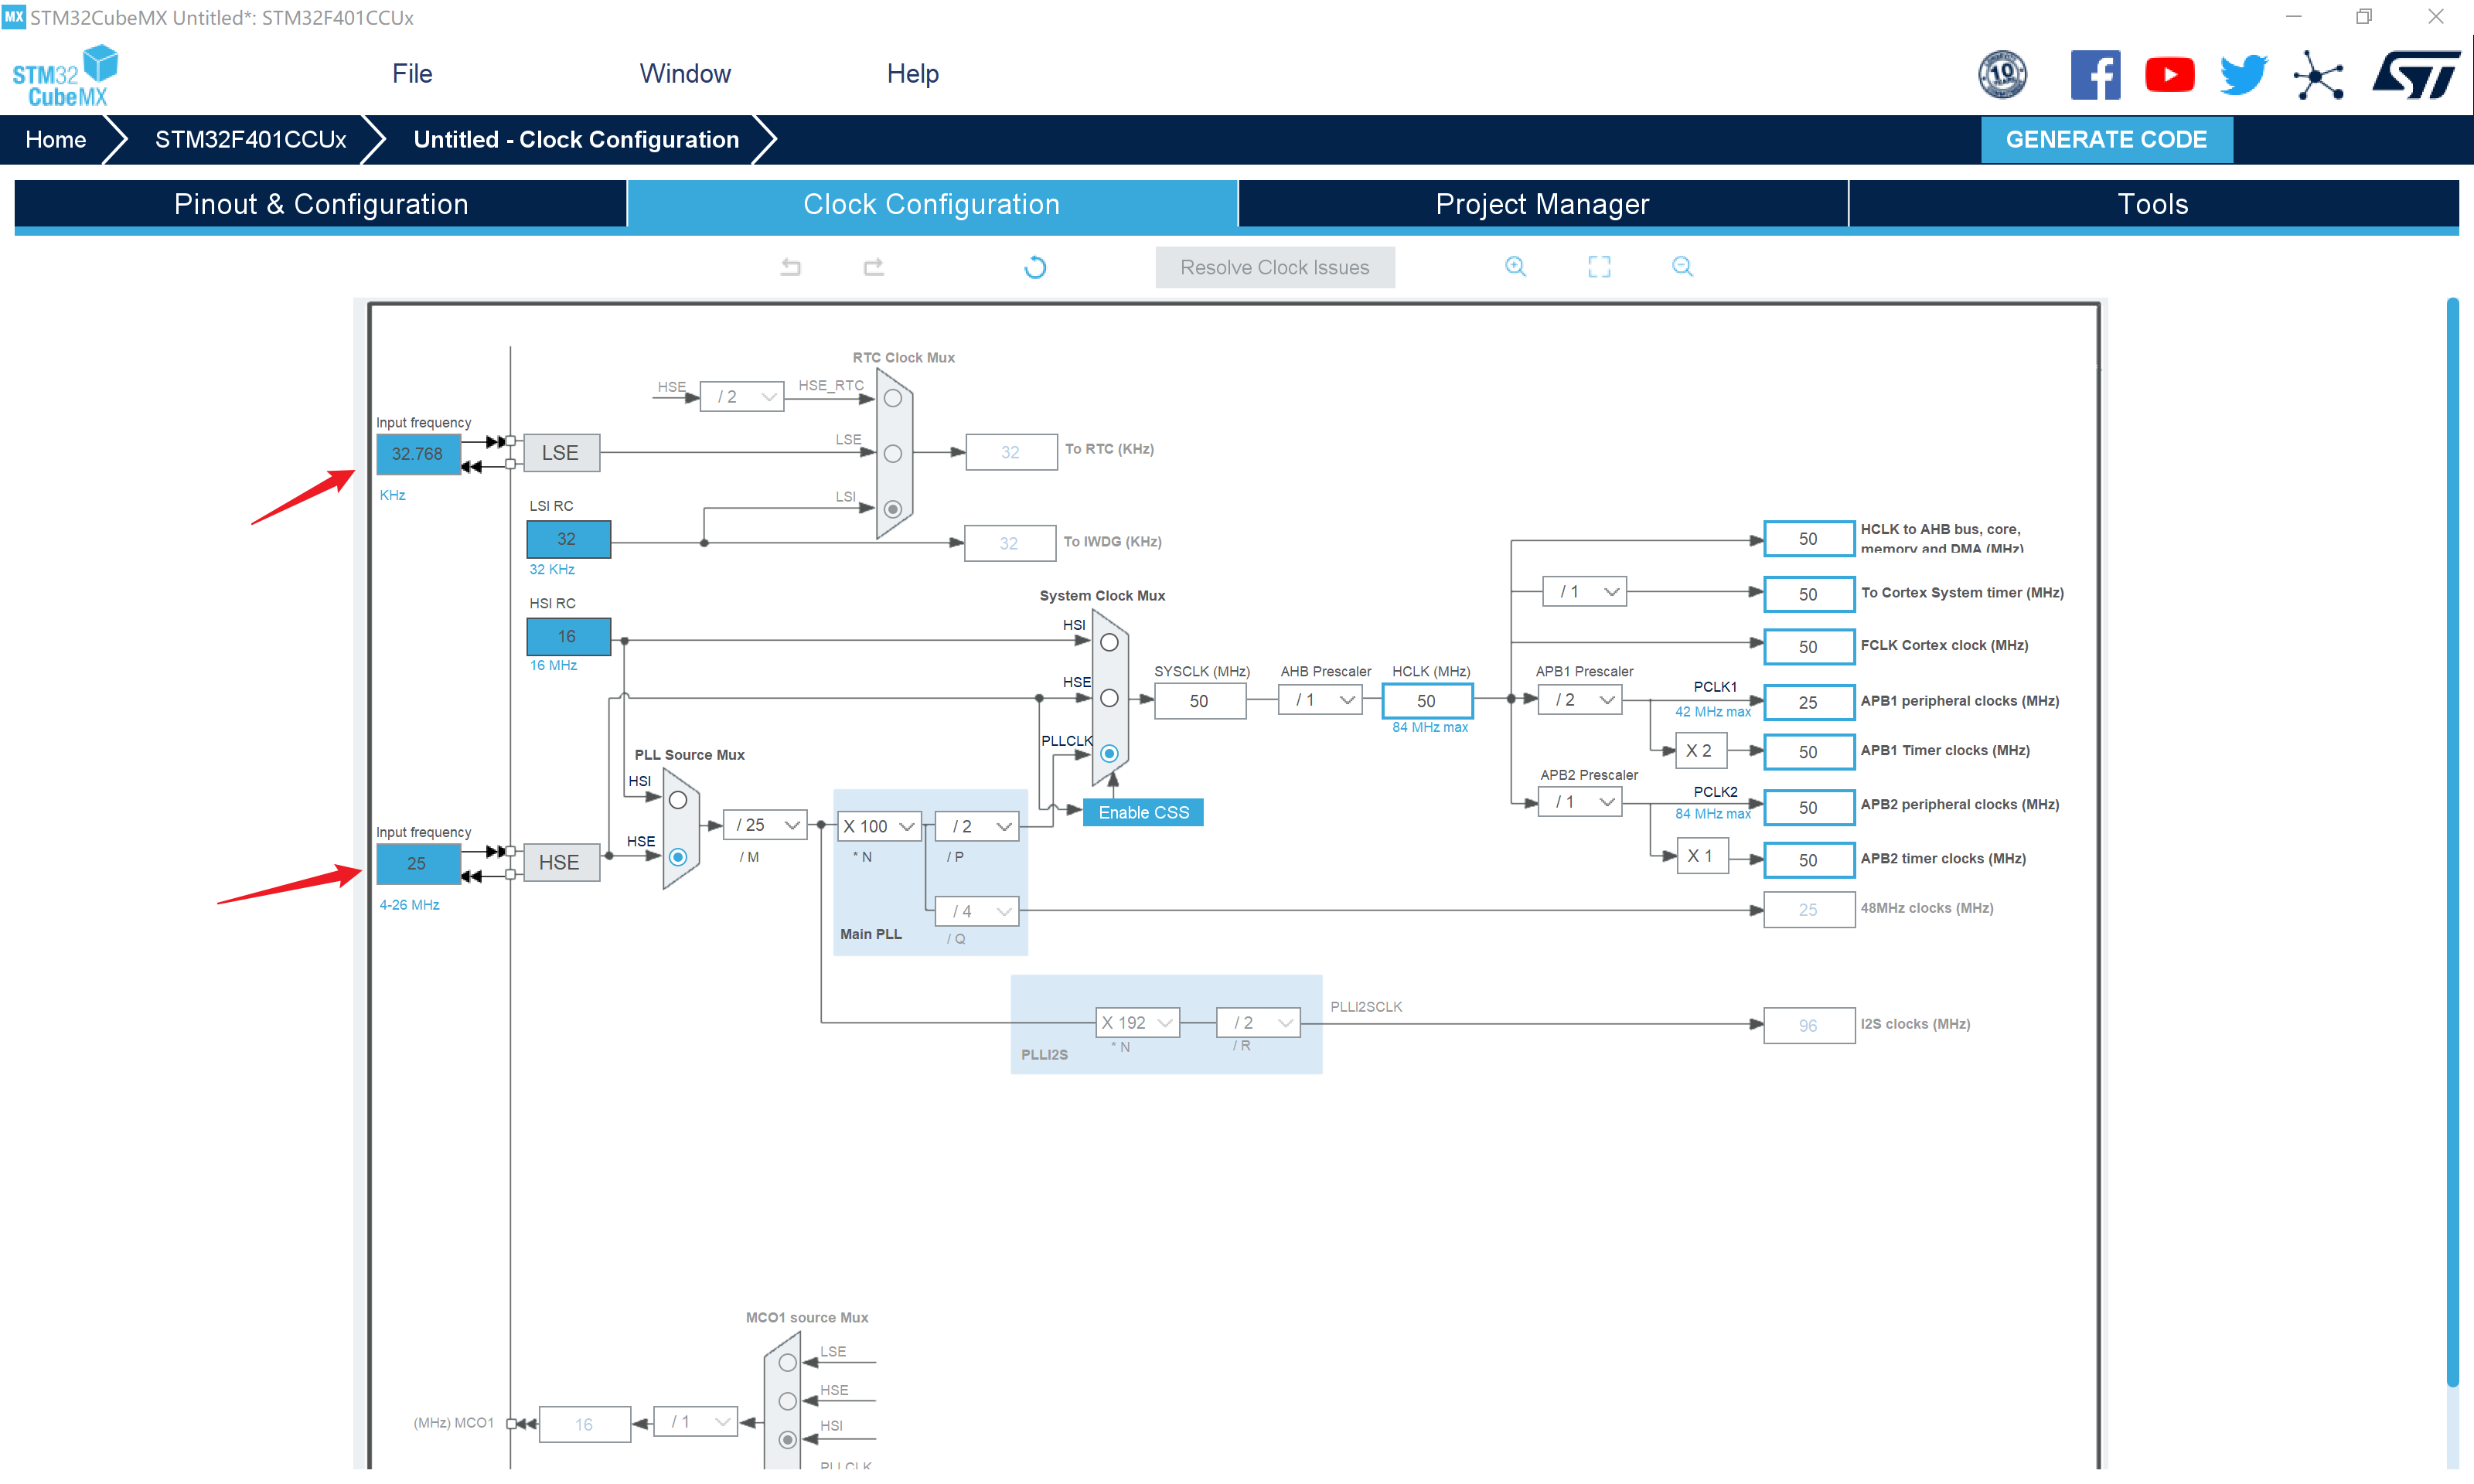 MX STM32CubeMX Untitled*: STM32F401CCUx
STM32
CubeMX
File
Window
Help
10
YEARS
Home
STM32F401CCUx
Untitled - Clock Configuration
GENERATE CODE
Pinout & Configuration
Clock Configuration
Project Manager
Tools
Resolve Clock Issues
RTC Clock Mux
HSE
/ 2
HSE_RTC
Input frequency
32.768
KHz
LSE
LSE
32
To RTC (KHz)
LSI
LSI RC
32
32 KHz
32
To IWDG (KHz)
HSI RC
16
16 MHz
System Clock Mux
HSI
HSE
PLLCLK
SYSCLK (MHz)
50
AHB Prescaler
/ 1
HCLK (MHz)
50
84 MHz max
50
HCLK to AHB bus, core,
memory and DMA (MHz)
/ 1
50
To Cortex System timer (MHz)
50
FCLK Cortex clock (MHz)
APB1 Prescaler
/ 2
PCLK1
42 MHz max
25
APB1 peripheral clocks (MHz)
X 2
50
APB1 Timer clocks (MHz)
APB2 Prescaler
/ 1
PCLK2
84 MHz max
50
APB2 peripheral clocks (MHz)
X 1
50
APB2 timer clocks (MHz)
Enable CSS
PLL Source Mux
HSI
HSE
Input frequency
25
4-26 MHz
HSE
/ 25
/ M
X 100
* N
/ 2
/ P
/ 4
/ Q
Main PLL
25
48MHz clocks (MHz)
X 192
* N
/ 2
/ R
PLLI2S
PLLI2SCLK
96
I2S clocks (MHz)
MCO1 source Mux
LSE
HSE
HSI
PLLCLK
(MHz) MCO1
16
/ 1